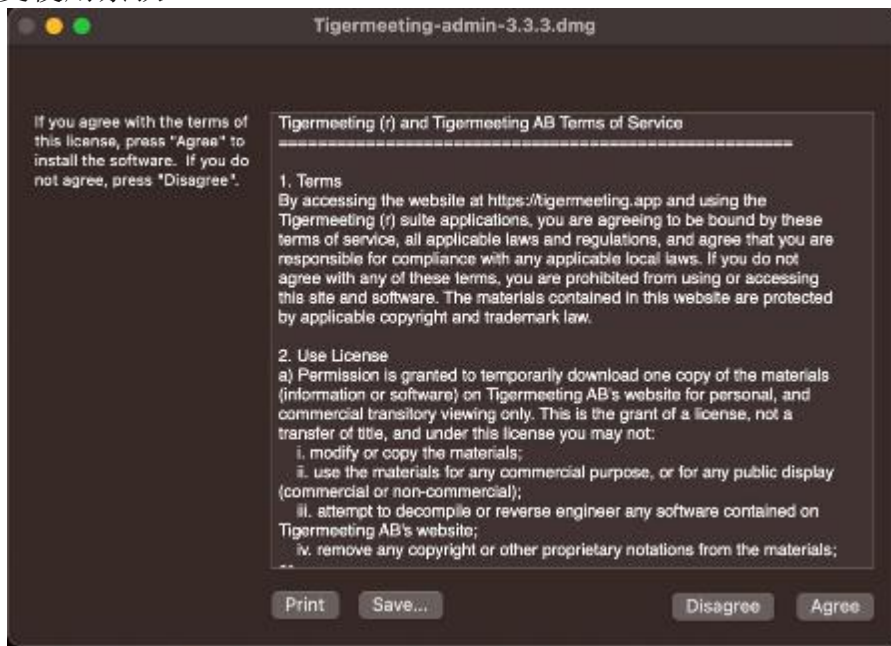 Tigermeeting-admin-3.3.3.dmg
If you agree with the terms of
this license, press "Agree" to
install the software. If you do
not agree, press "Disagree".
Tigermeeting (r) and Tigermeeting AB Terms of Service
=====================================================
1. Terms
By accessing the website at https://tigermeeting.app and using the
Tigermeeting (r) suite applications, you are agreeing to be bound by these
terms of service, all applicable laws and regulations, and agree that you are
responsible for compliance with any applicable local laws. If you do not
agree with any of these terms, you are prohibited from using or accessing
this site and software. The materials contained in this website are protected
by applicable copyright and trademark law.
2. Use License
a) Permission is granted to temporarily download one copy of the materials
(information or software) on Tigermeeting AB's website for personal, and
commercial transitory viewing only. This is the grant of a license, not a
transfer of title, and under this license you may not:
i. modify or copy the materials;
ii. use the materials for any commercial purpose, or for any public display
(commercial or non-commercial);
iii. attempt to decompile or reverse engineer any software contained on
Tigermeeting AB's website;
iv. remove any copyright or other proprietary notations from the materials;
Print Save... Disagree Agree